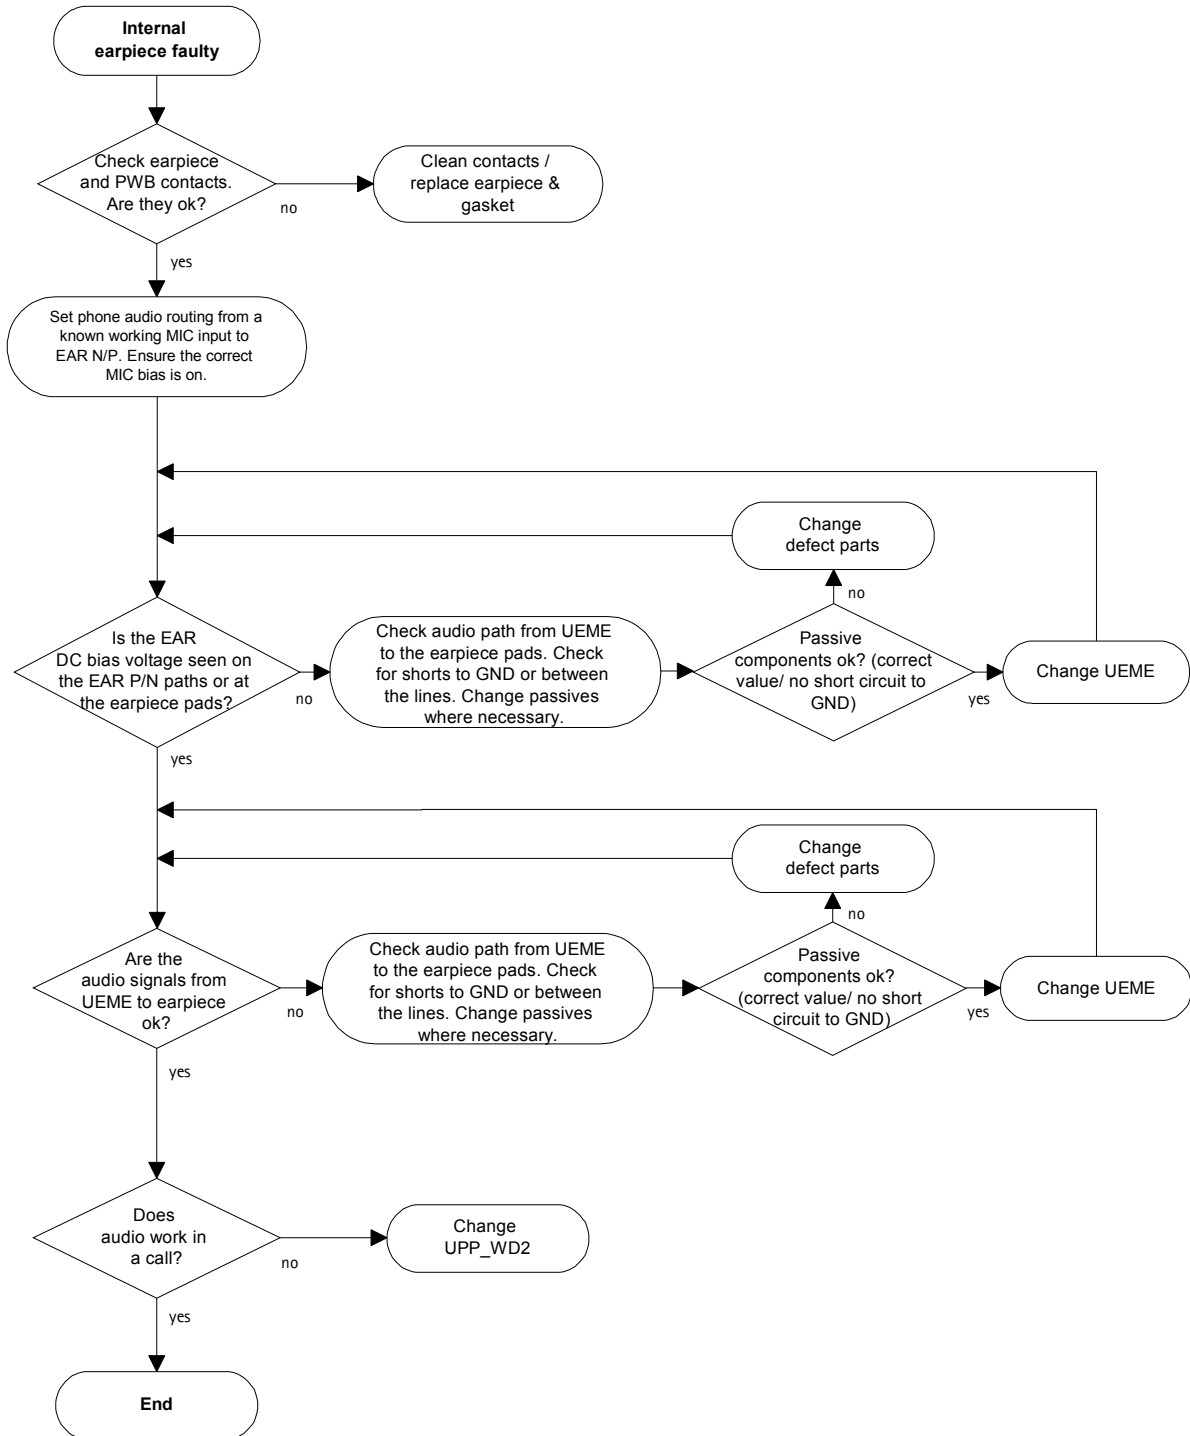 Internal
earpiece faulty
Check earpiece
and PWB contacts.
Are they ok?
no
Clean contacts /
replace earpiece &
gasket
yes
Set phone audio routing from a
known working MIC input to
EAR N/P. Ensure the correct
MIC bias is on.
Change
defect parts
no
Is the EAR
DC bias voltage seen on
the EAR P/N paths or at
the earpiece pads?
no
Check audio path from UEME
to the earpiece pads. Check
for shorts to GND or between
the lines. Change passives
where necessary.
Passive
components ok? (correct
value/ no short circuit to
GND)
yes
Change UEME
yes
Change
defect parts
no
Are the
audio signals from
UEME to earpiece
ok?
no
Check audio path from UEME
to the earpiece pads. Check
for shorts to GND or between
the lines. Change passives
where necessary.
Passive
components ok?
(correct value/ no short
circuit to GND)
yes
Change UEME
yes
Does
audio work in
a call?
no
Change
UPP_WD2
yes
End